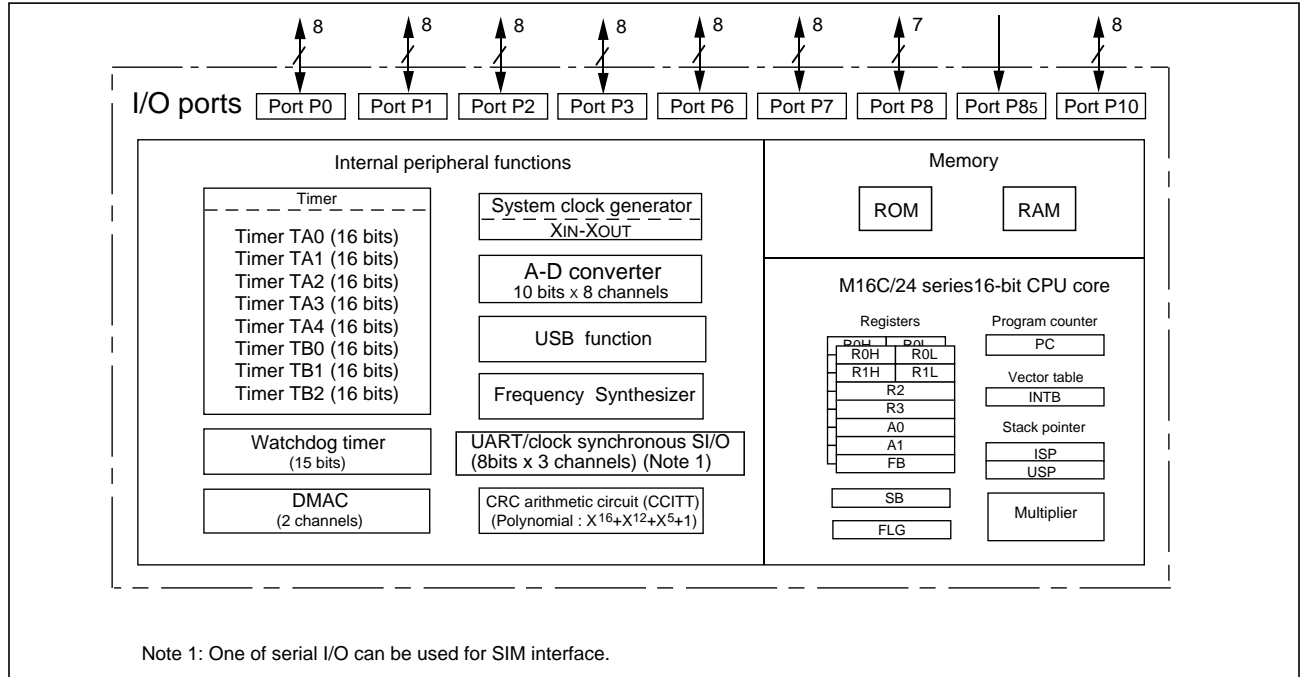 8 8 8 8 8 8 7 8
I/O ports Port P0 Port P1 Port P2 Port P3 Port P6 Port P7 Port P8 Port P85 Port P10
Internal peripheral functions
Timer
Timer TA0 (16 bits)
Timer TA1 (16 bits)
Timer TA2 (16 bits)
Timer TA3 (16 bits)
Timer TA4 (16 bits)
Timer TB0 (16 bits)
Timer TB1 (16 bits)
Timer TB2 (16 bits)
Watchdog timer
(15 bits)
DMAC
(2 channels)
System clock generator
XIN-XOUT
A-D converter
10 bits x 8 channels
USB function
Frequency Synthesizer
UART/clock synchronous SI/O
(8bits x 3 channels) (Note 1)
CRC arithmetic circuit (CCITT)
(Polynomial : X16+X12+X5+1)
Memory
ROM RAM
M16C/24 series16-bit CPU core
Registers
R0H R0L
R0H R0L
R1H R1L
R2
R3
A0
A1
FB
SB
FLG
Program counter
PC
Vector table
INTB
Stack pointer
ISP
USP
Multiplier
Note 1: One of serial I/O can be used for SIM interface.